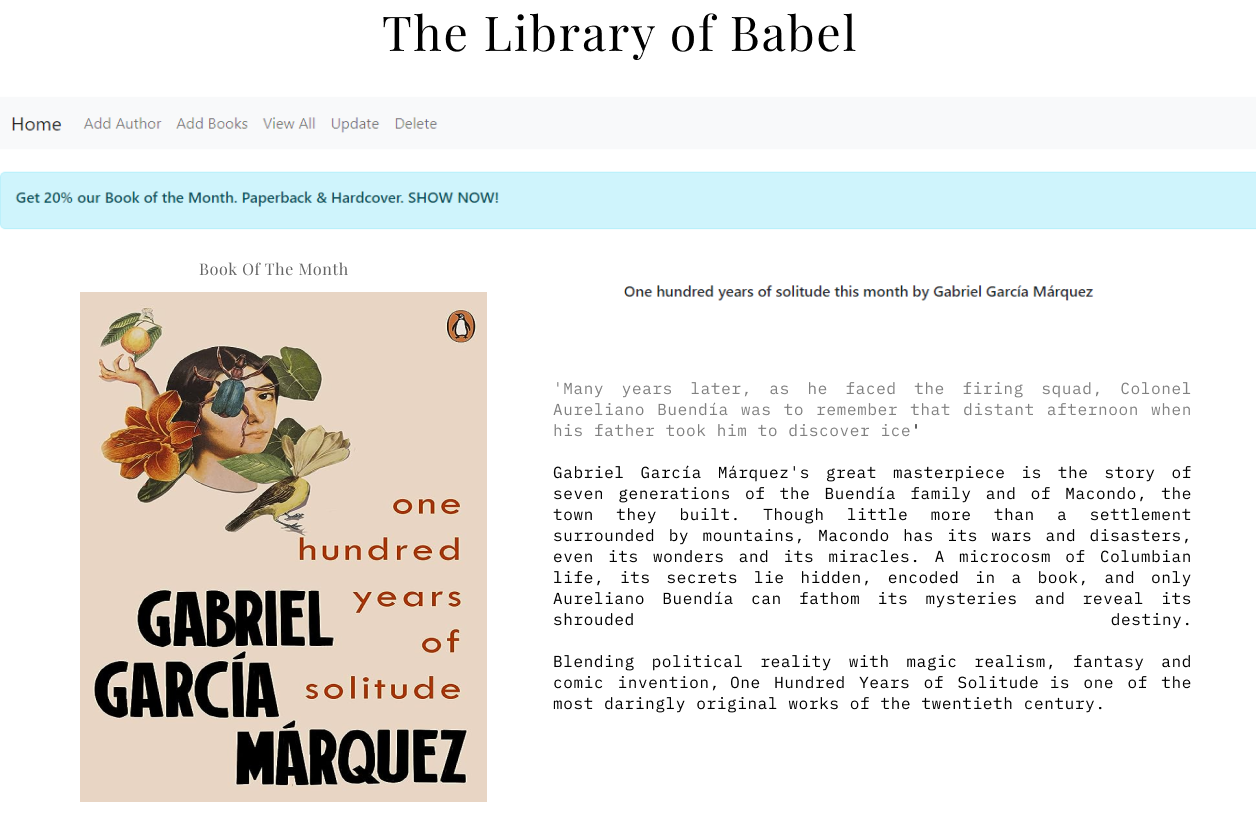 The Library of Babel
Home Add Author Add Books View All Update Delete
Get 20% our Book of the Month. Paperback & Hardcover. SHOW NOW!
Book Of The Month
one
hundred
years
of
solitude
GABRIEL
GARCÍA
MÁRQUEZ
One hundred years of solitude this month by Gabriel García Márquez
'Many years later, as he faced the firing squad, Colonel
Aureliano Buendía was to remember that distant afternoon when
his father took him to discover ice'
Gabriel García Márquez's great masterpiece is the story of
seven generations of the Buendía family and of Macondo, the
town they built. Though little more than a settlement
surrounded by mountains, Macondo has its wars and disasters,
even its wonders and its miracles. A microcosm of Columbian
life, its secrets lie hidden, encoded in a book, and only
Aureliano Buendía can fathom its mysteries and reveal its
shrouded destiny.
Blending political reality with magic realism, fantasy and
comic invention, One Hundred Years of Solitude is one of the
most daringly original works of the twentieth century.